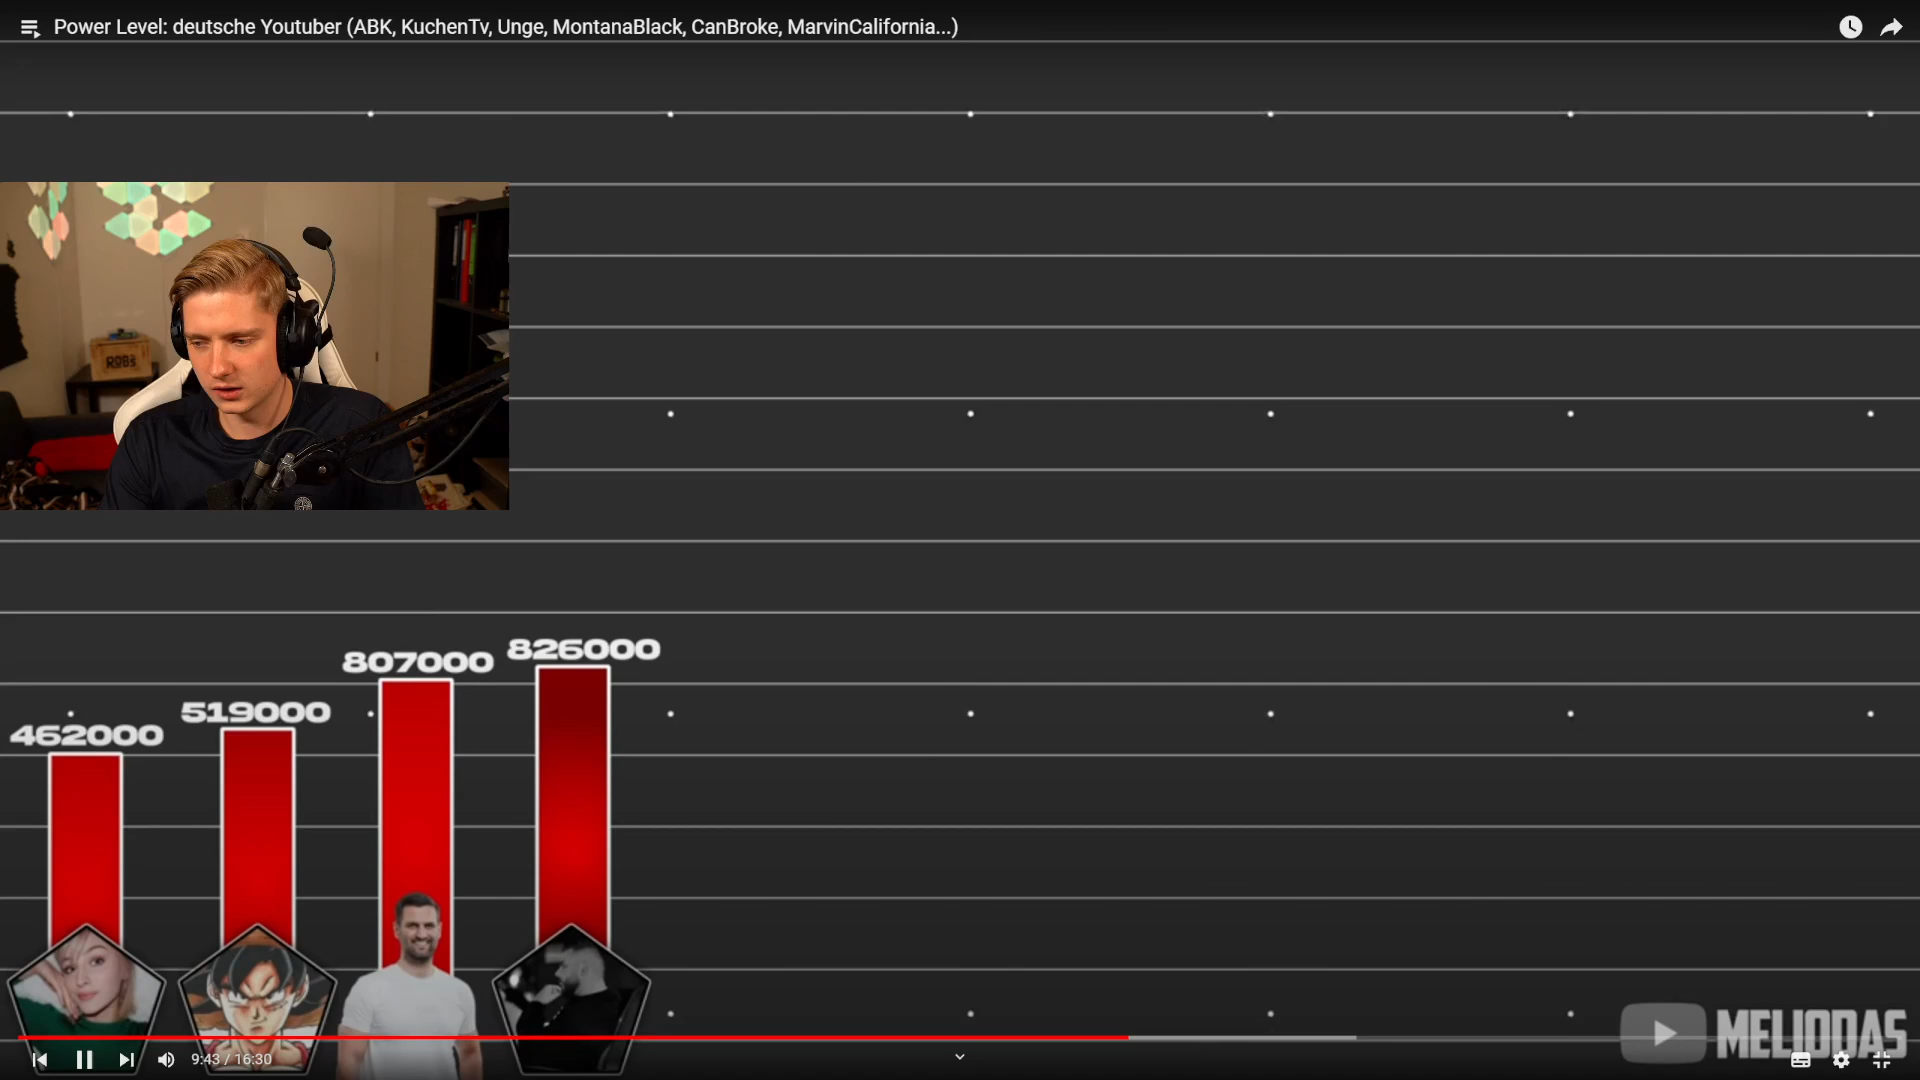 Power Level: deutsche Youtuber (ABK, KuchenTv, Unge, MontanaBlack, CanBroke, MarvinCalifornia...)
ROBS
826000
807000
519000
462000
MELIODAS
9:43 / 16:30